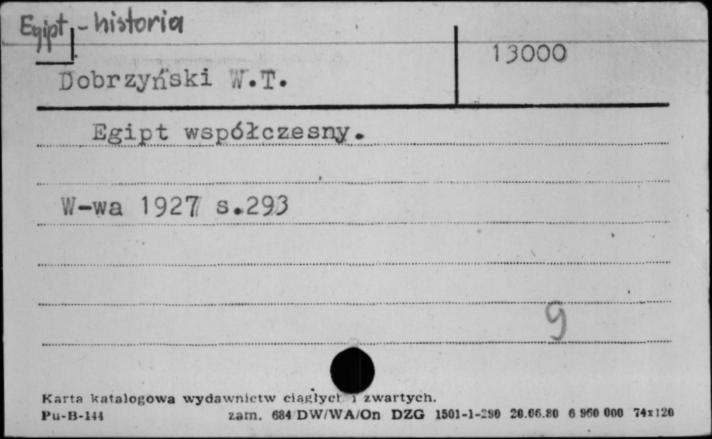 Egipt - historia
13000
Dobrzyński W.T.
Egipt współczesny.
W-wa 1927 s.293
9
Karta katalogowa wydawnictw ciągłych i zwartych.
Pu-B-144 zam. 684 DW/WA/On DZG 1501-1-280 20.06.80 6 960 000 74x120